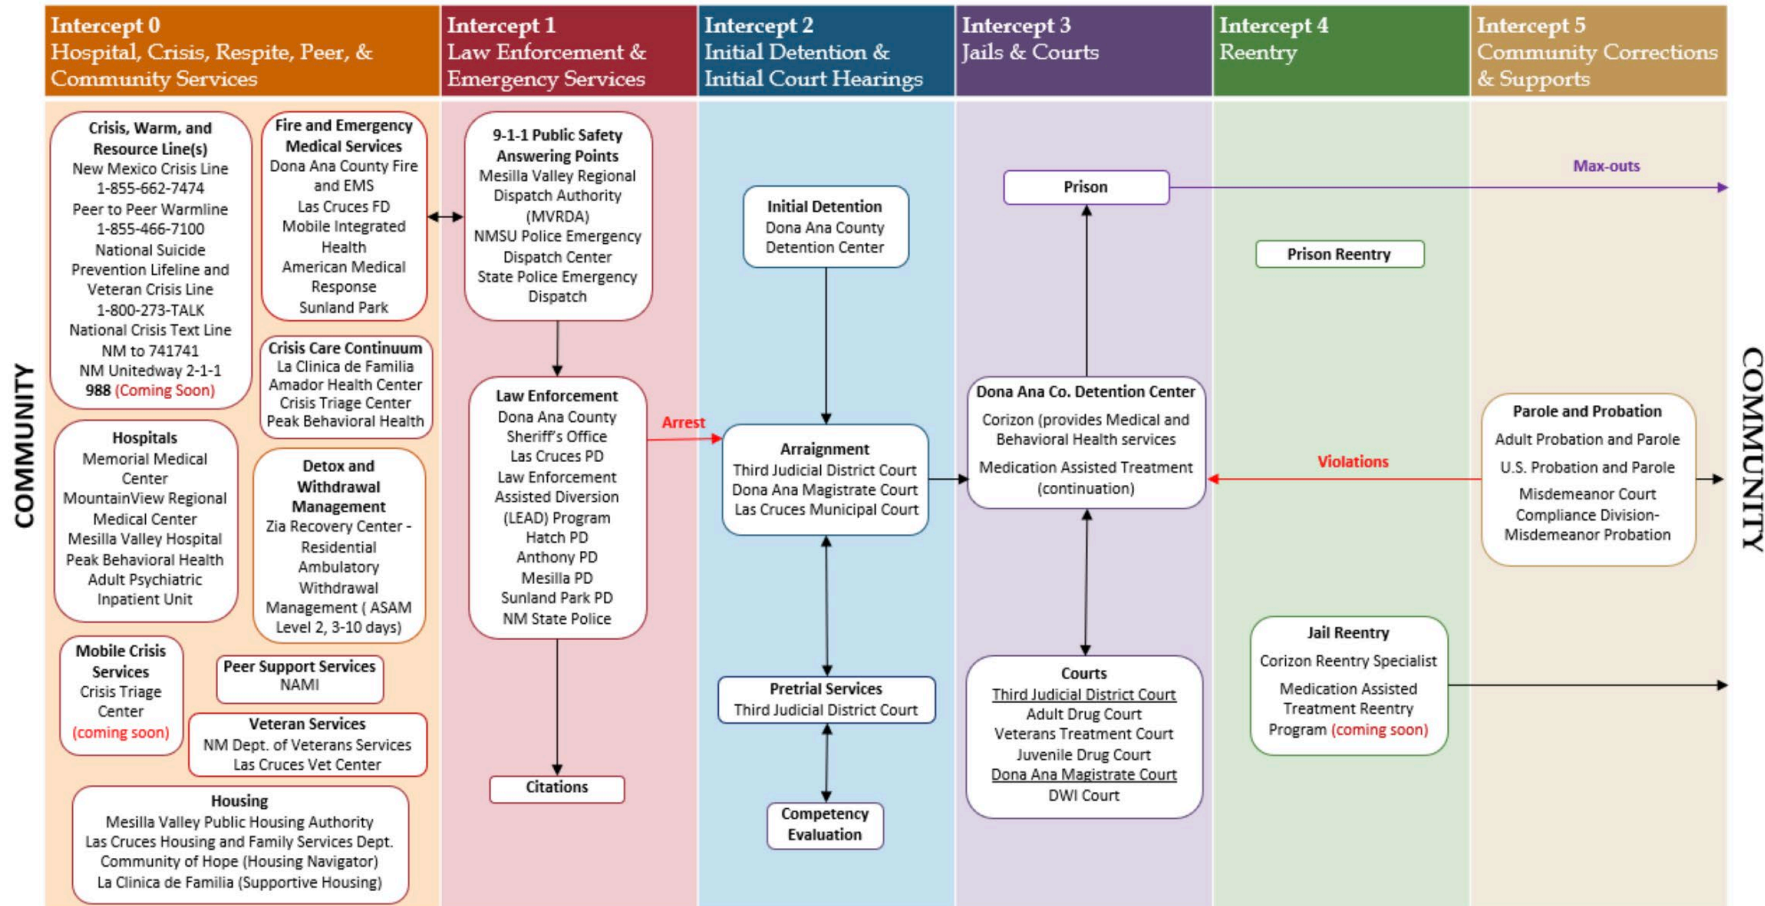 Intercept 0
Hospital, Crisis, Respite, Peer, &
Community Services
Intercept 1
Law Enforcement &
Emergency Services
Intercept 2
Initial Detention &
Initial Court Hearings
Intercept 3
Jails & Courts
Intercept 4
Reentry
Intercept 5
Community Corrections
& Supports
COMMUNITY
Crisis, Warm, and
Resource Line(s)
New Mexico Crisis Line
1-855-662-7474
Peer to Peer Warmline
1-855-466-7100
National Suicide
Prevention Lifeline and
Veteran Crisis Line
1-800-273-TALK
National Crisis Text Line
NM to 741741
NM Unitedway 2-1-1
988 (Coming Soon)
Fire and Emergency
Medical Services
Dona Ana County Fire
and EMS
Las Cruces FD
Mobile Integrated
Health
American Medical
Response
Sunland Park
Crisis Care Continuum
La Clinica de Familia
Amador Health Center
Crisis Triage Center
Peak Behavioral Health
Hospitals
Memorial Medical
Center
MountainView Regional
Medical Center
Mesilla Valley Hospital
Peak Behavioral Health
Adult Psychiatric
Inpatient Unit
Detox and
Withdrawal
Management
Zia Recovery Center -
Residential
Ambulatory
Withdrawal
Management ( ASAM
Level 2, 3-10 days)
Mobile Crisis
Services
Crisis Triage
Center
(coming soon)
Peer Support Services
NAMI
Veteran Services
NM Dept. of Veterans Services
Las Cruces Vet Center
Housing
Mesilla Valley Public Housing Authority
Las Cruces Housing and Family Services Dept.
Community of Hope (Housing Navigator)
La Clinica de Familia (Supportive Housing)
9-1-1 Public Safety
Answering Points
Mesilla Valley Regional
Dispatch Authority
(MVRDA)
NMSU Police Emergency
Dispatch Center
State Police Emergency
Dispatch
Law Enforcement
Dona Ana County
Sheriff's Office
Las Cruces PD
Law Enforcement
Assisted Diversion
(LEAD) Program
Hatch PD
Anthony PD
Mesilla PD
Sunland Park PD
NM State Police
Citations
Arrest
Initial Detention
Dona Ana County
Detention Center
Arraignment
Third Judicial District Court
Dona Ana Magistrate Court
Las Cruces Municipal Court
Pretrial Services
Third Judicial District Court
Competency
Evaluation
Prison
Dona Ana Co. Detention Center
Corizon (provides Medical and
Behavioral Health services
Medication Assisted Treatment
(continuation)
Courts
Third Judicial District Court
Adult Drug Court
Veterans Treatment Court
Juvenile Drug Court
Dona Ana Magistrate Court
DWI Court
Prison Reentry
Violations
Jail Reentry
Corizon Reentry Specialist
Medication Assisted
Treatment Reentry
Program (coming soon)
Max-outs
Parole and Probation
Adult Probation and Parole
U.S. Probation and Parole
Misdemeanor Court
Compliance Division-
Misdemeanor Probation
COMMUNITY